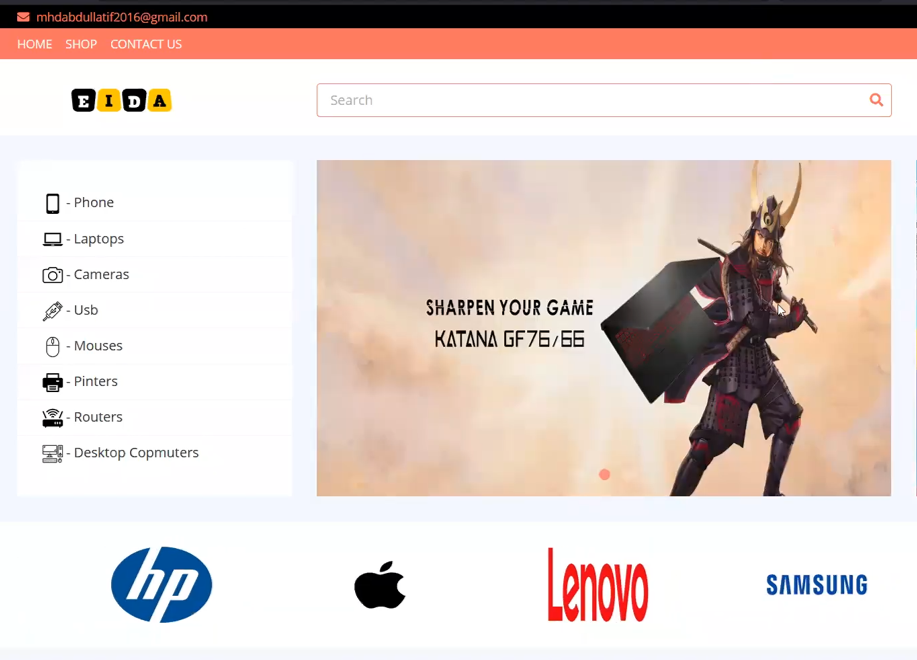 mhdabdullatif2016@gmail.com
HOME SHOP CONTACT US
EIDA
Search
- Phone
- Laptops
- Cameras
- Usb
- Mouses
- Pinters
- Routers
- Desktop Copmuters
SHARPEN YOUR GAME
KATANA GF76/66
hp
Lenovo
SAMSUNG